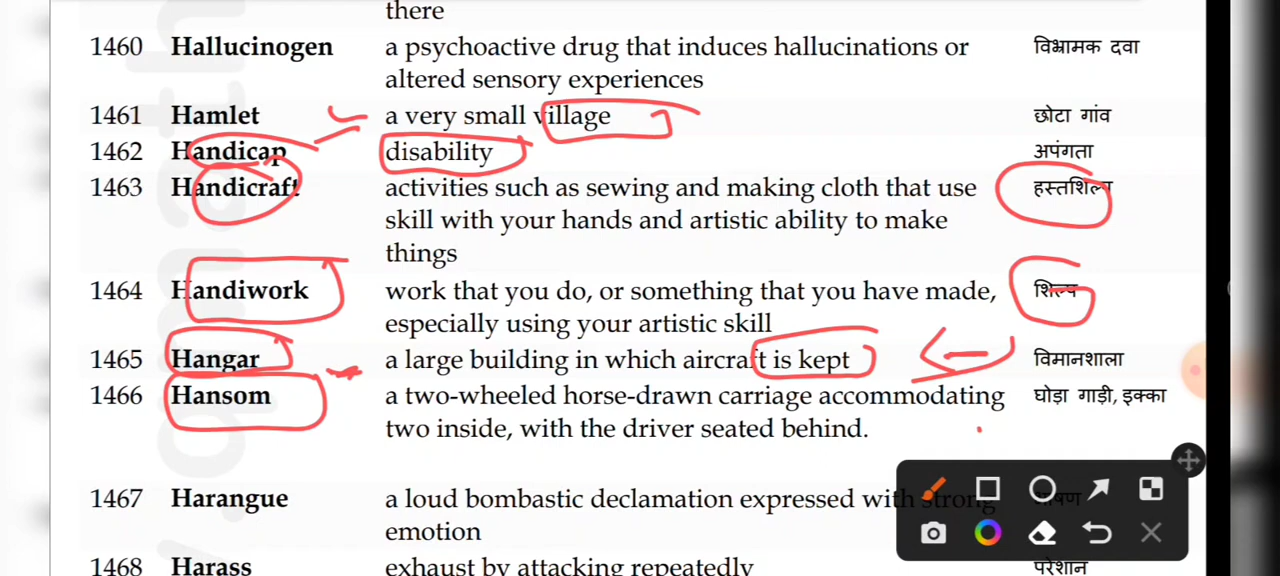 there
1460 Hallucinogen a psychoactive drug that induces hallucinations or विभ्रामक दवा
altered sensory experiences
1461 Hamlet a very small village छोटा गांव
1462 Handicap disability अपंगता
1463 Handicraft activities such as sewing and making cloth that use हस्तशिल्प
skill with your hands and artistic ability to make
things
1464 Handiwork work that you do, or something that you have made, शिल्प
especially using your artistic skill
1465 Hangar a large building in which aircraft is kept विमानशाला
1466 Hansom a two-wheeled horse-drawn carriage accommodating घोड़ा गाड़ी, इक्का
two inside, with the driver seated behind.
1467 Harangue a loud bombastic declamation expressed with strong भाषण
emotion
1468 Harass exhaust by attacking repeatedly परेशान